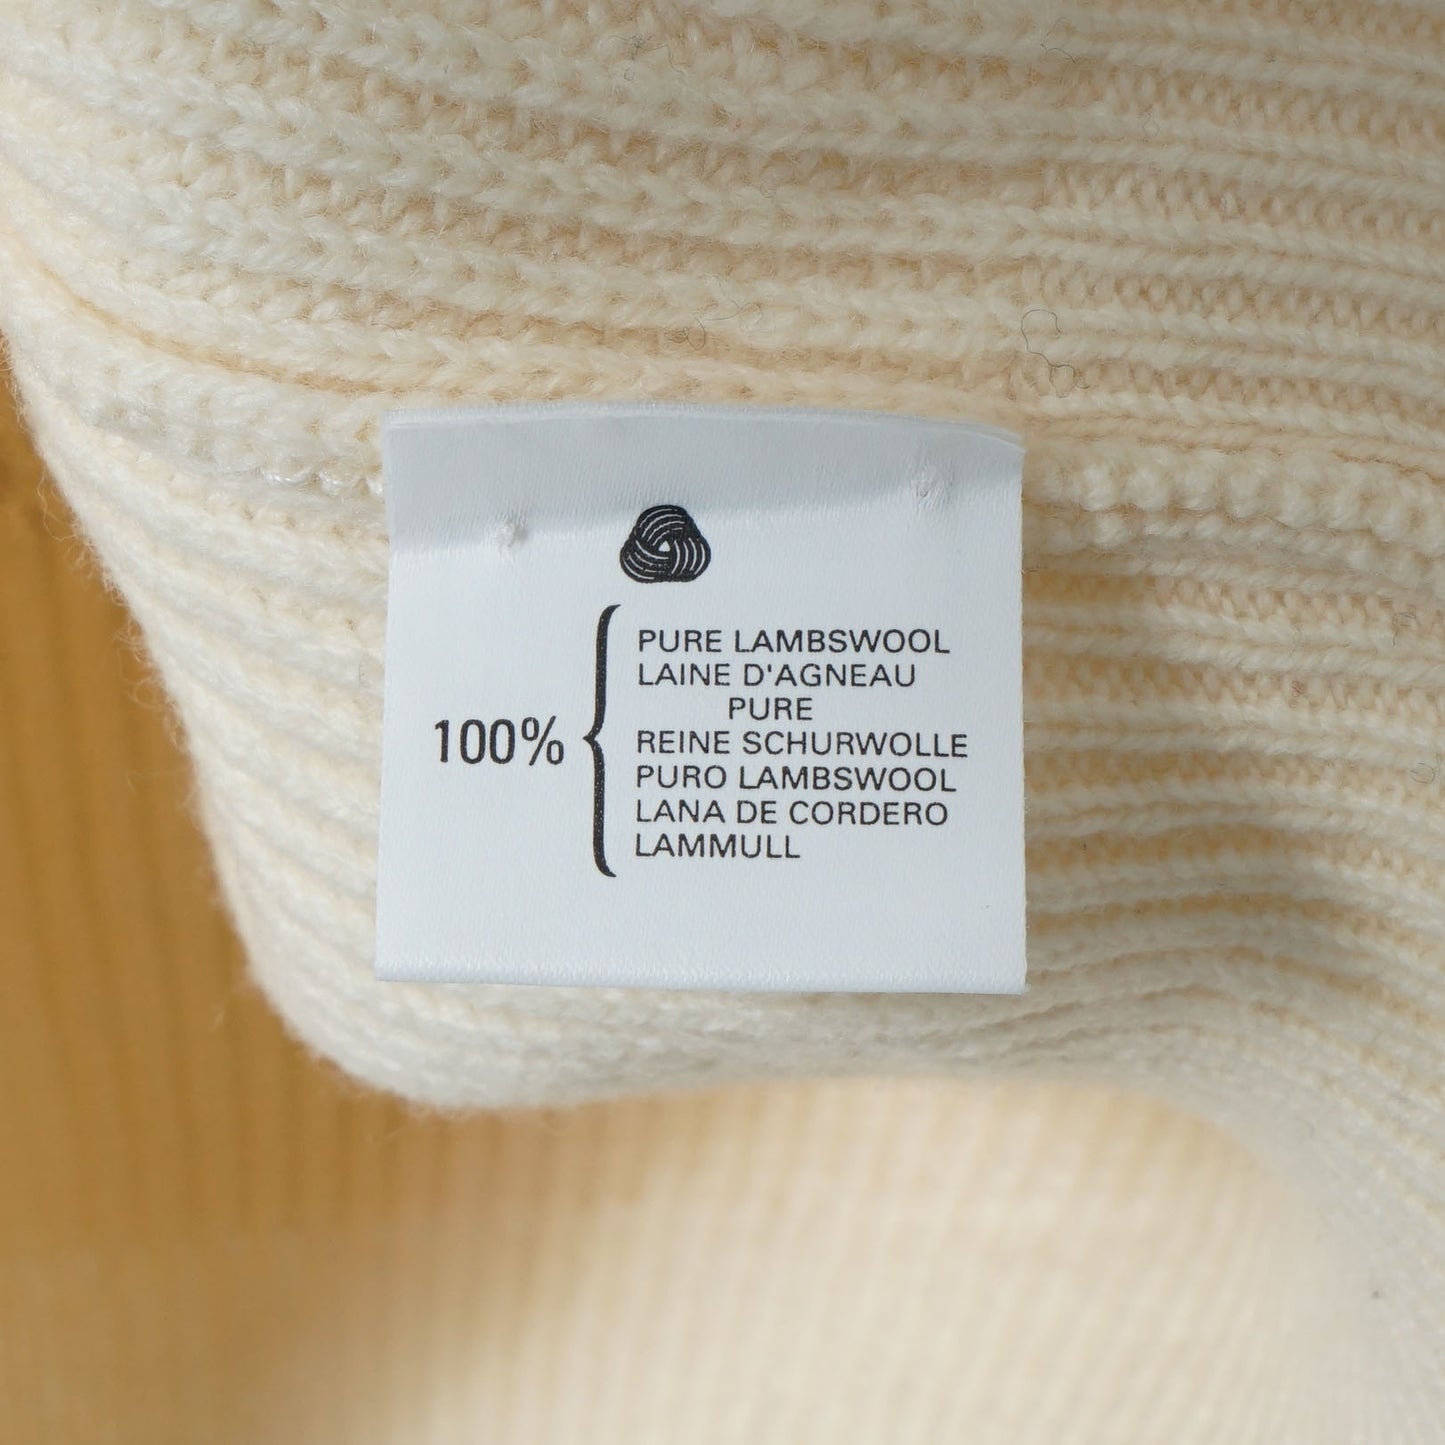 PURE LAMBSWOOL
LAINE D'AGNEAU
PURE
100%
REINE SCHURWOLLE
PURO LAMBSWOOL
LANA DE CORDERO
LAMMULL